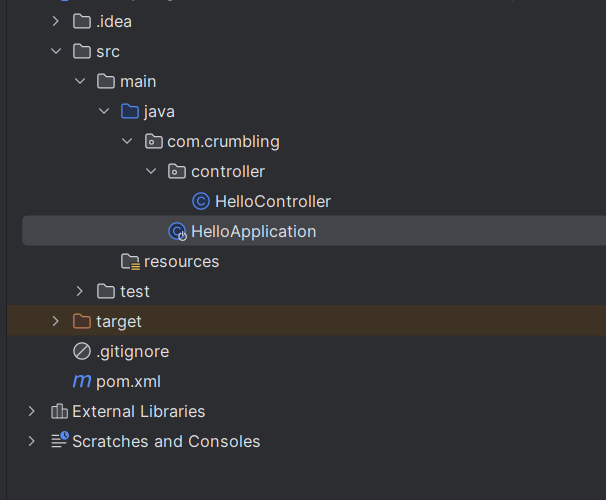 .idea
src
main
java
com.crumbling
controller
HelloController
HelloApplication
resources
test
target
.gitignore
pom.xml
External Libraries
Scratches and Consoles